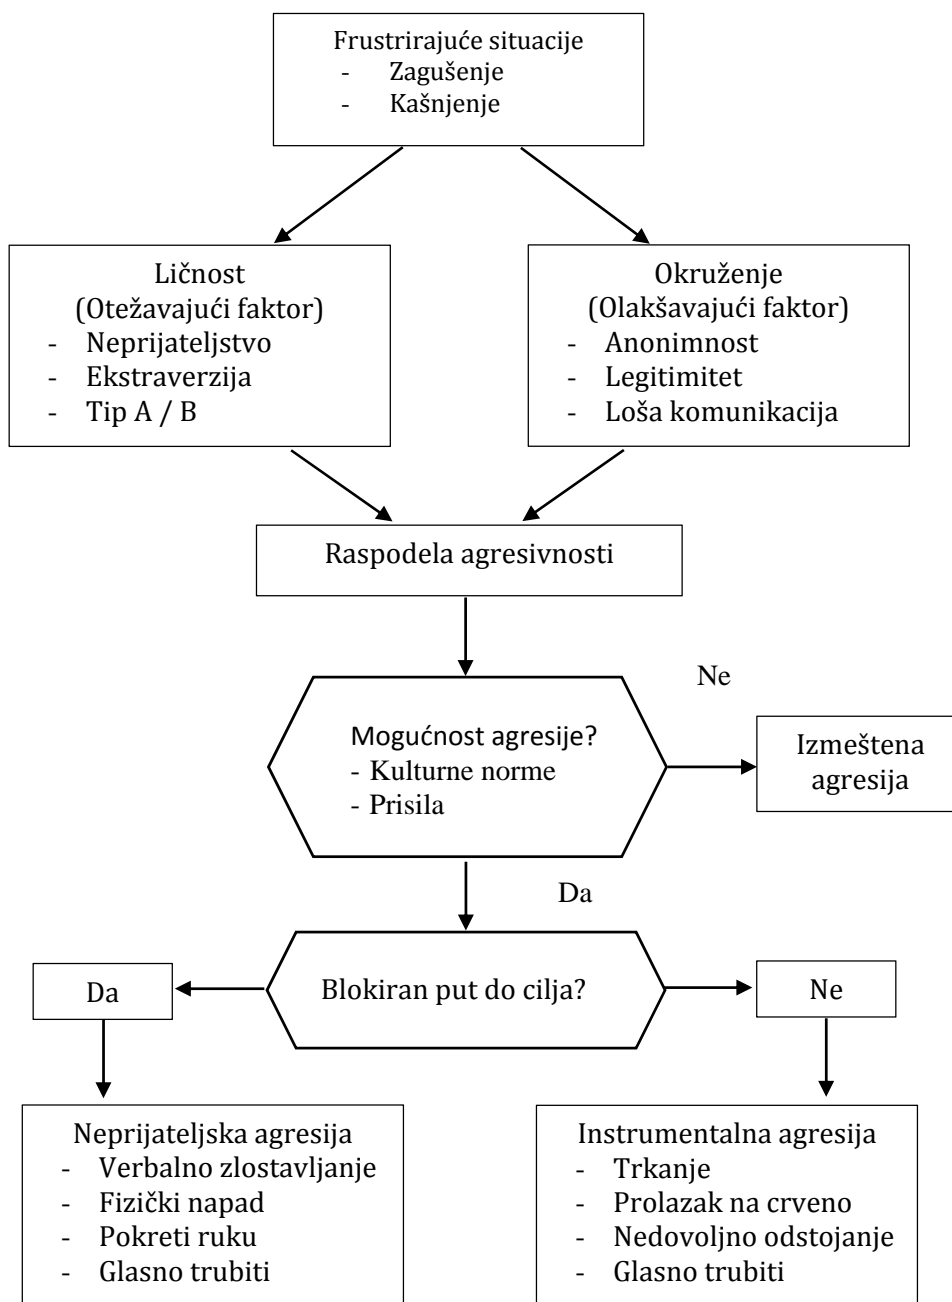 Frustrirajuće situacije
- Zagušenje
- Kašnjenje
Ličnost
(Otežavajući faktor)
- Neprijateljstvo
- Ekstraverzija
- Tip A / B
Okruženje
(Olakšavajući faktor)
- Anonimnost
- Legitimitet
- Loša komunikacija
Raspodela agresivnosti
Ne
Mogućnost agresije?
- Kulturne norme
- Prisila
Izmeštena
agresija
Da
Da
Blokiran put do cilja?
Ne
Neprijateljska agresija
- Verbalno zlostavljanje
- Fizički napad
- Pokreti ruku
- Glasno trubiti
Instrumentalna agresija
- Trkanje
- Prolazak na crveno
- Nedovoljno odstojanje
- Glasno trubiti